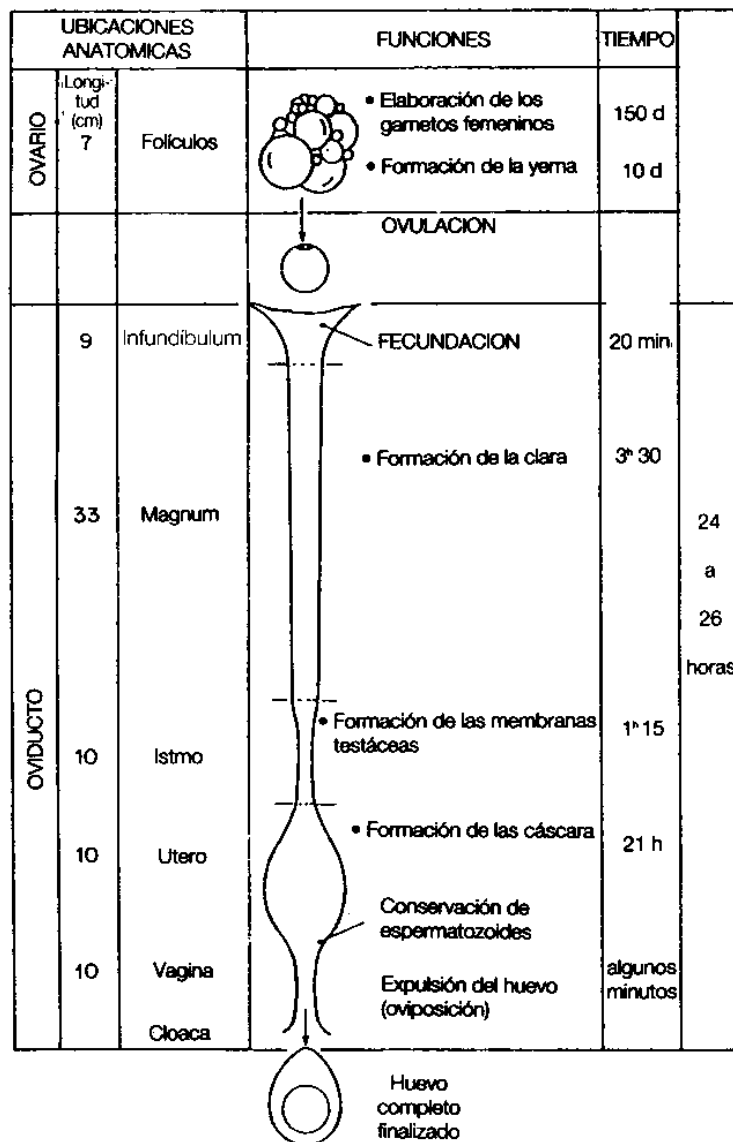 UBICACIONES
ANATOMICAS
FUNCIONES
TIEMPO
OVARIO
Longi-
tud
(cm)
7
Folículos
• Elaboración de los
gametos femeninos
150 d
• Formación de la yema
10 d
OVULACION
OVIDUCTO
9
Infundíbulum
FECUNDACION
20 min.
• Formación de la clara
3ʰ 30
33
Magnum
24
a
26
horas
• Formación de las membranas
testáceas
1ʰ 15
10
Istmo
• Formación de las cáscara
21 h
10
Utero
Conservación de
espermatozoides
10
Vagina
Expulsión del huevo
(oviposición)
algunos
minutos
Cloaca
Huevo
completo
finalizado